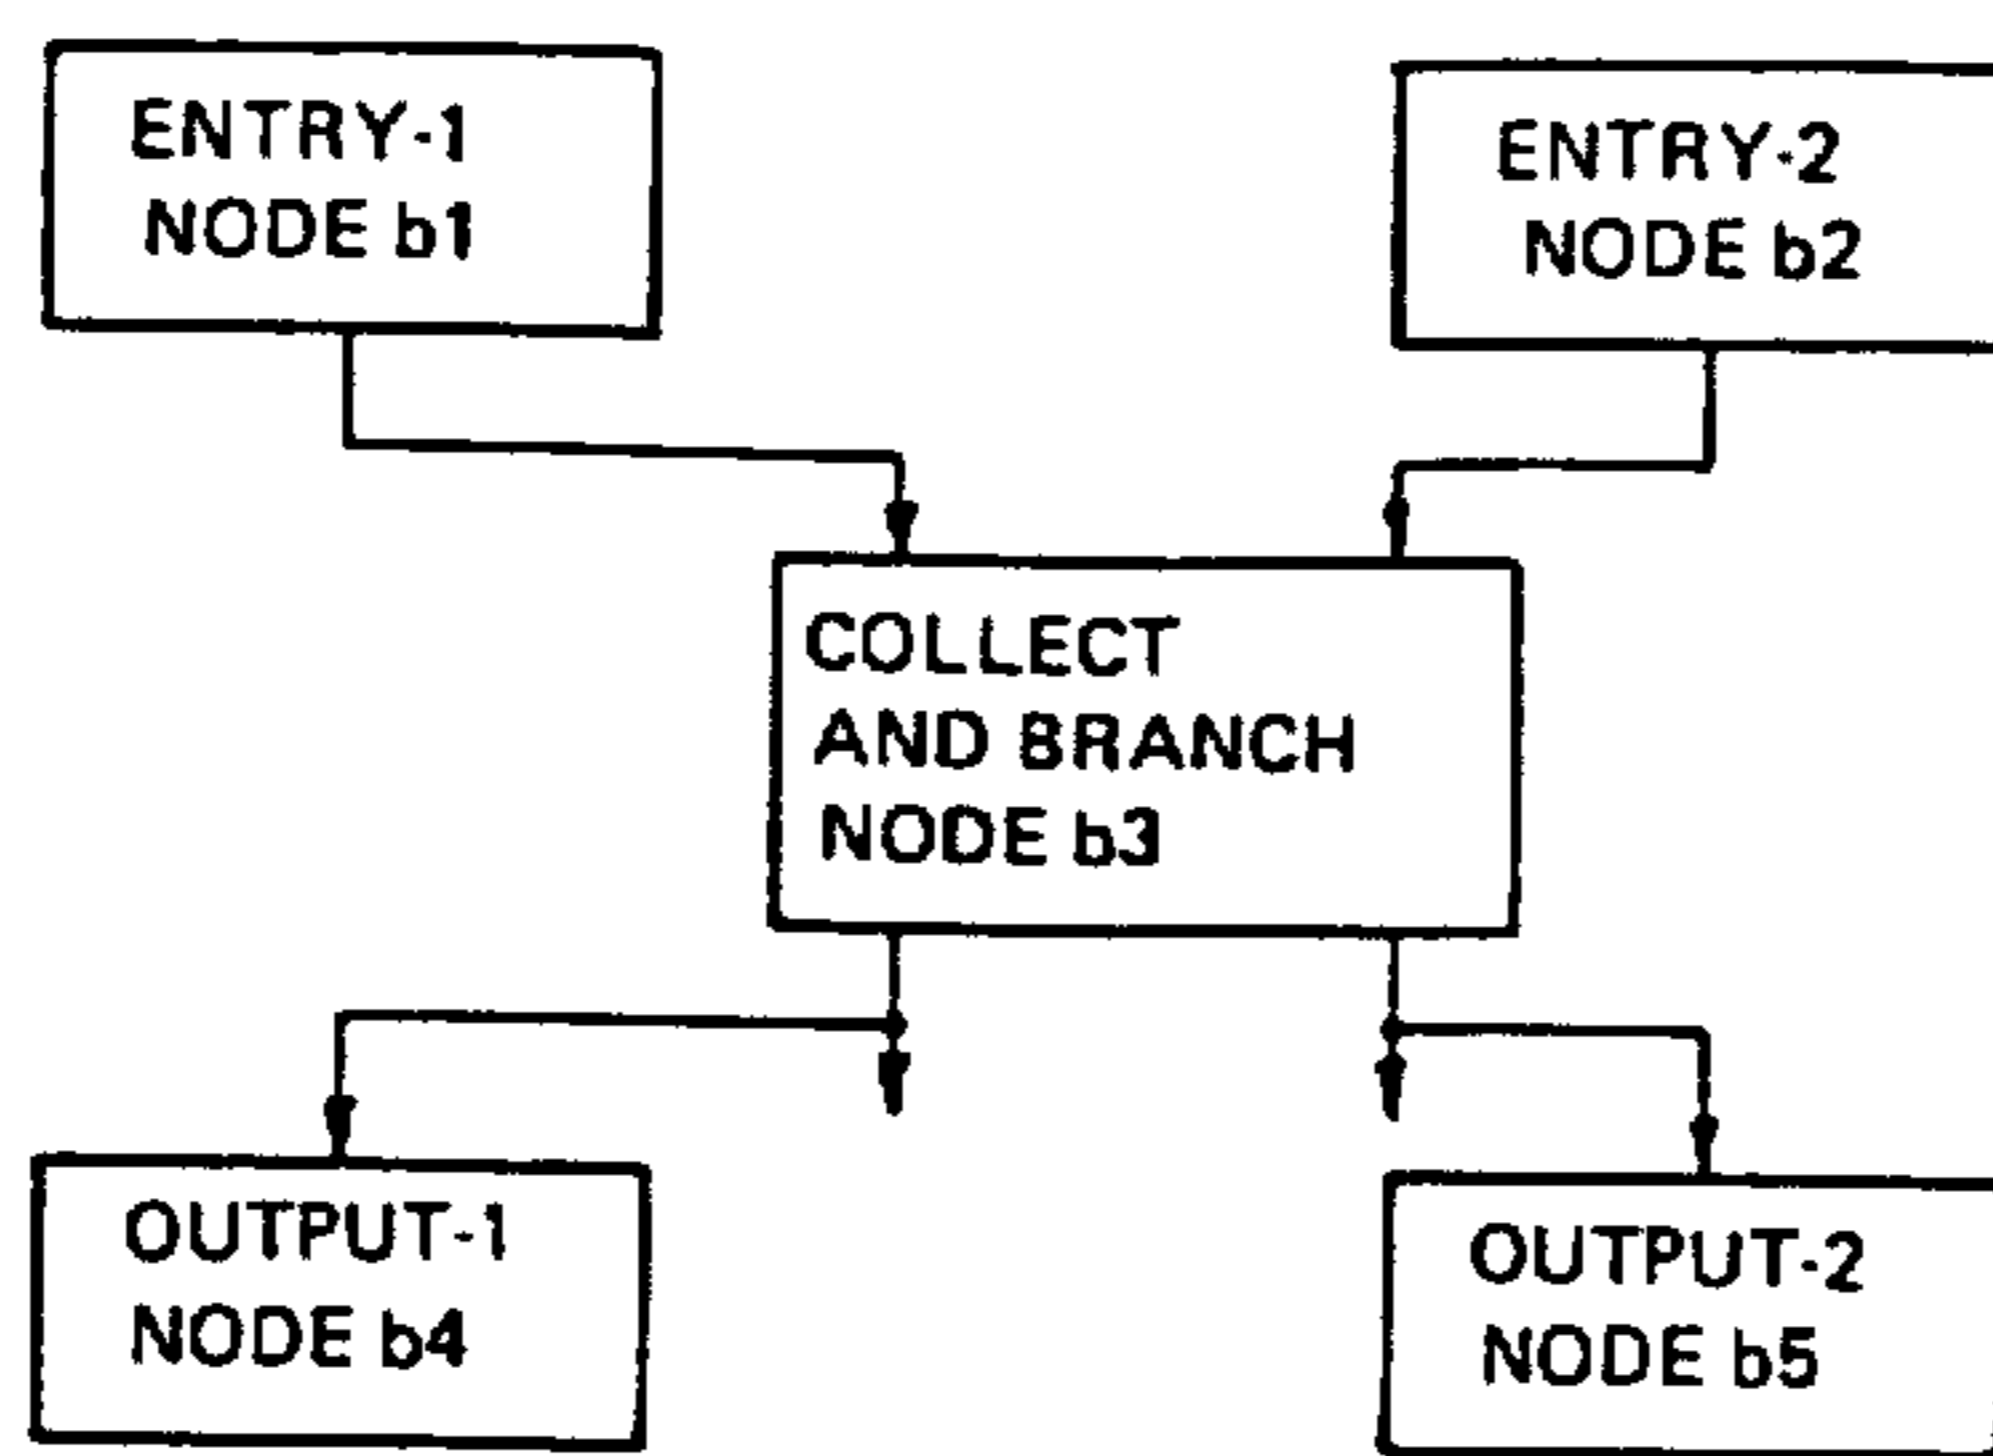 ENTRY-1
NODE b1
ENTRY-2
NODE b2
COLLECT
AND BRANCH
NODE b3
OUTPUT-1
NODE b4
OUTPUT-2
NODE b5